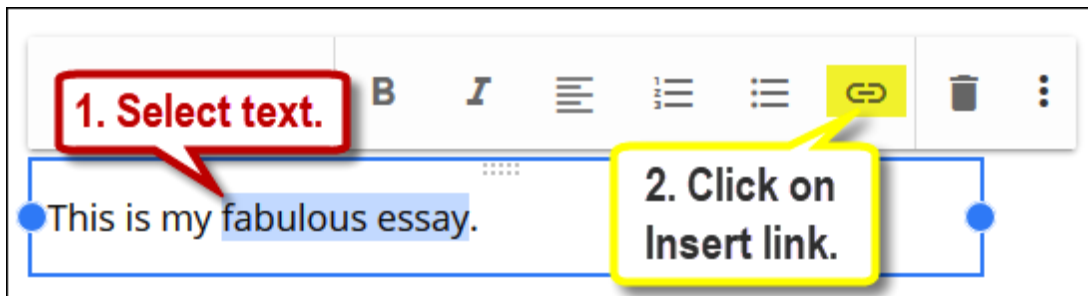 1. Select text.
B I
This is my fabulous essay.
2. Click on
Insert link.